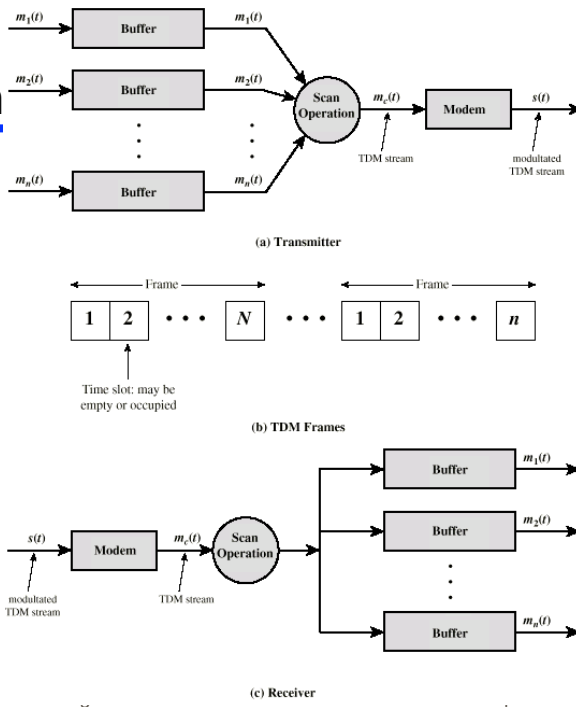 m1(t) Buffer m1(t)
m2(t) Buffer m2(t)
Scan
Operation
mc(t) Modem s(t)
TDM stream
modultated
TDM stream
mn(t) Buffer mn(t)
(a) Transmitter
Frame Frame
1 2 • • • N • • • 1 2 • • • n
Time slot: may be
empty or occupied
(b) TDM Frames
Buffer m1(t)
s(t) Modem mc(t) Scan
Operation
Buffer m2(t)
modultated
TDM stream
TDM stream
Buffer mn(t)
(c) Receiver